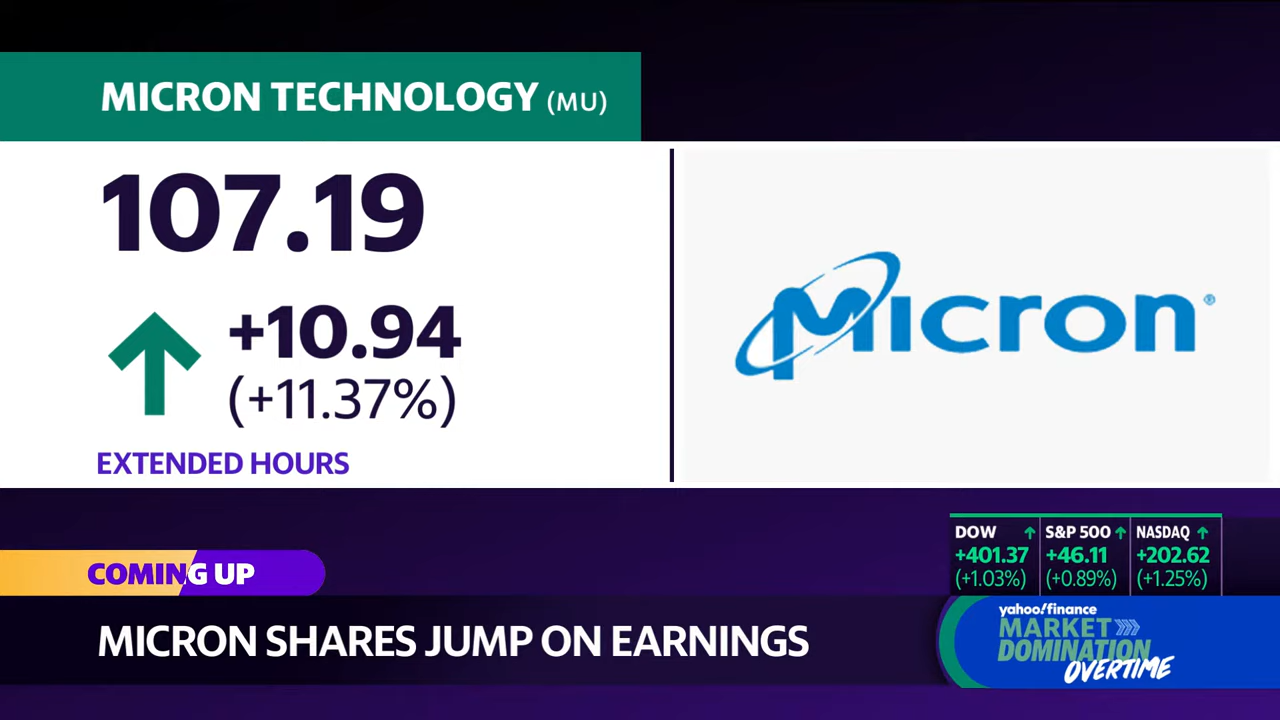 MICRON TECHNOLOGY (MU)
107.19
+10.94
(+11.37%)
EXTENDED HOURS
Micron®
COMING UP
MICRON SHARES JUMP ON EARNINGS
DOW
+401.37
(+1.03%)
S&P 500
+46.11
(+0.89%)
NASDAQ
+202.62
(+1.25%)
yahoo!finance
MARKET
DOMINATION
OVERTIME